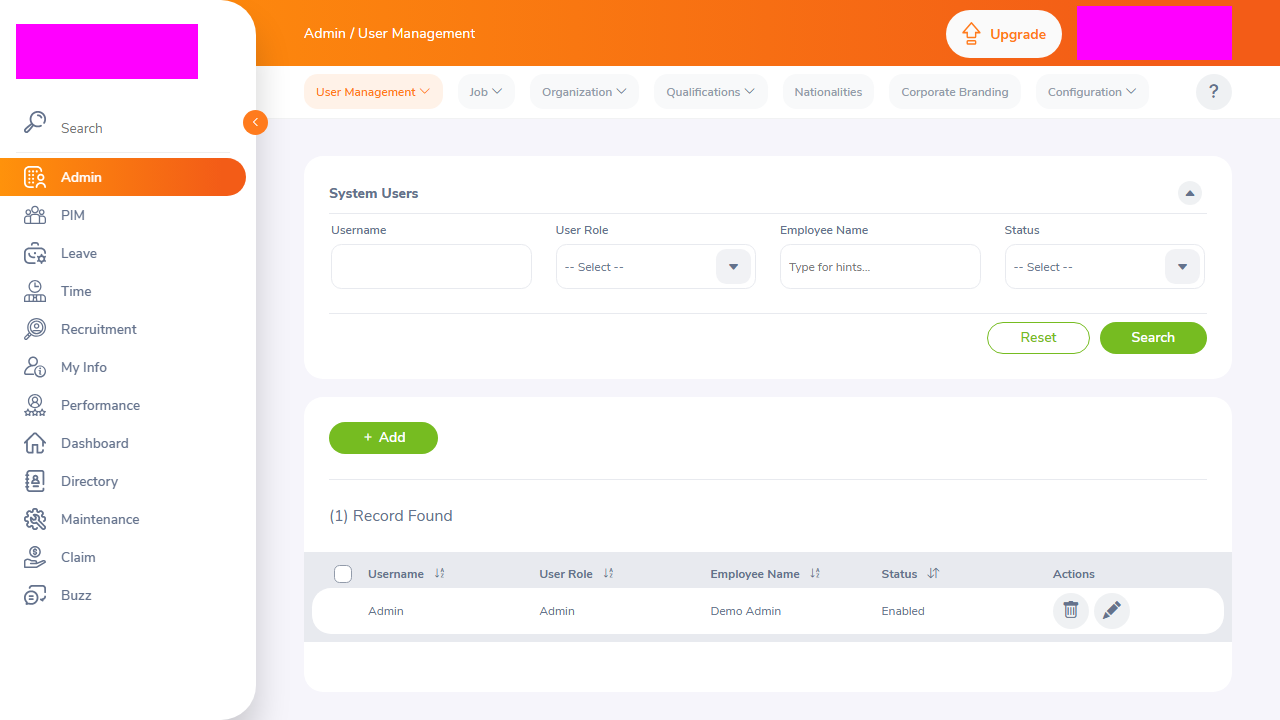 Admin / User Management
Upgrade
User Management
Job
Organization
Qualifications
Nationalities
Corporate Branding
Configuration
?
Search
Admin
PIM
Leave
Time
Recruitment
My Info
Performance
Dashboard
Directory
Maintenance
Claim
Buzz
System Users
Username
User Role
Employee Name
Status
-- Select --
Type for hints...
-- Select --
Reset
Search
+ Add
(1) Record Found
Username
User Role
Employee Name
Status
Actions
Admin
Admin
Demo Admin
Enabled